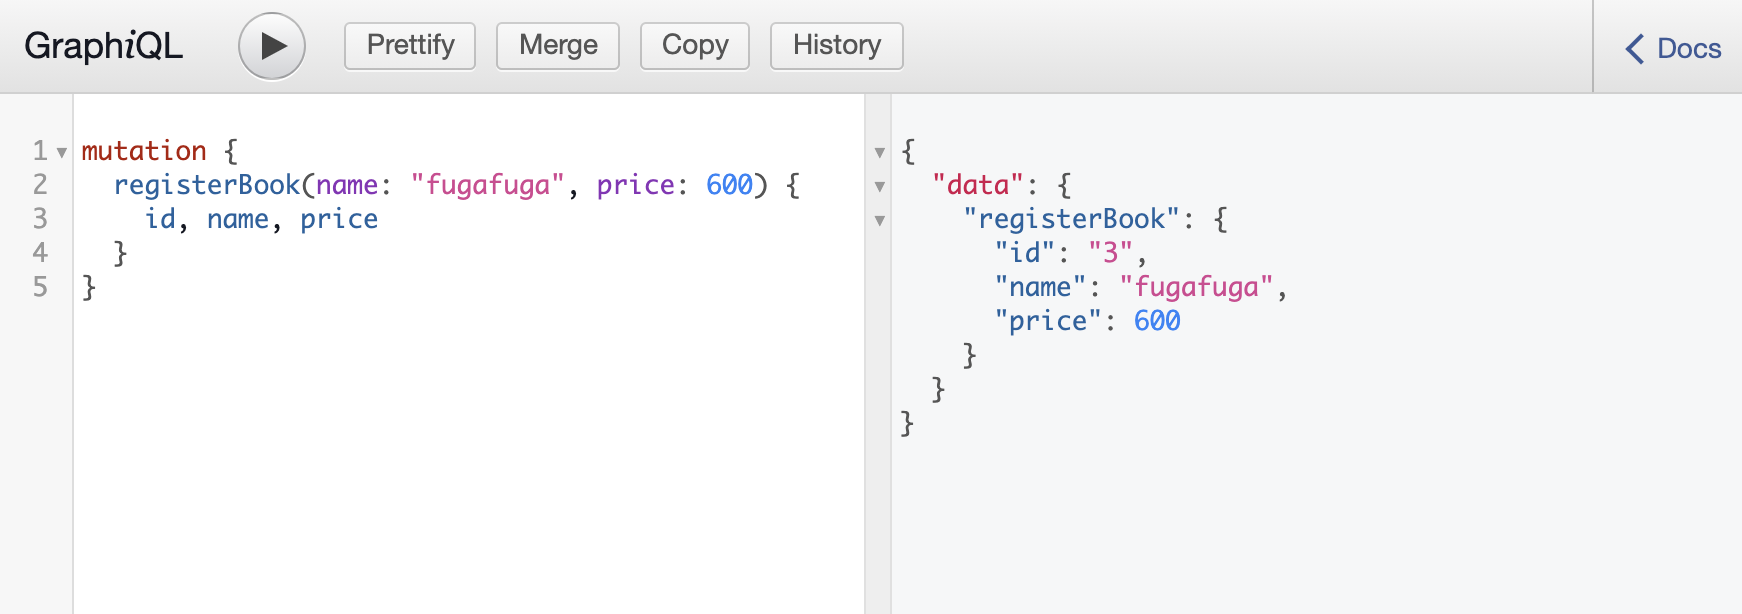 GraphiQL Prettify Merge Copy History Docs
1 mutation {
2   registerBook(name: "fugafuga", price: 600) {
3     id, name, price
4   }
5 }
{
  "data": {
    "registerBook": {
      "id": "3",
      "name": "fugafuga",
      "price": 600
    }
  }
}